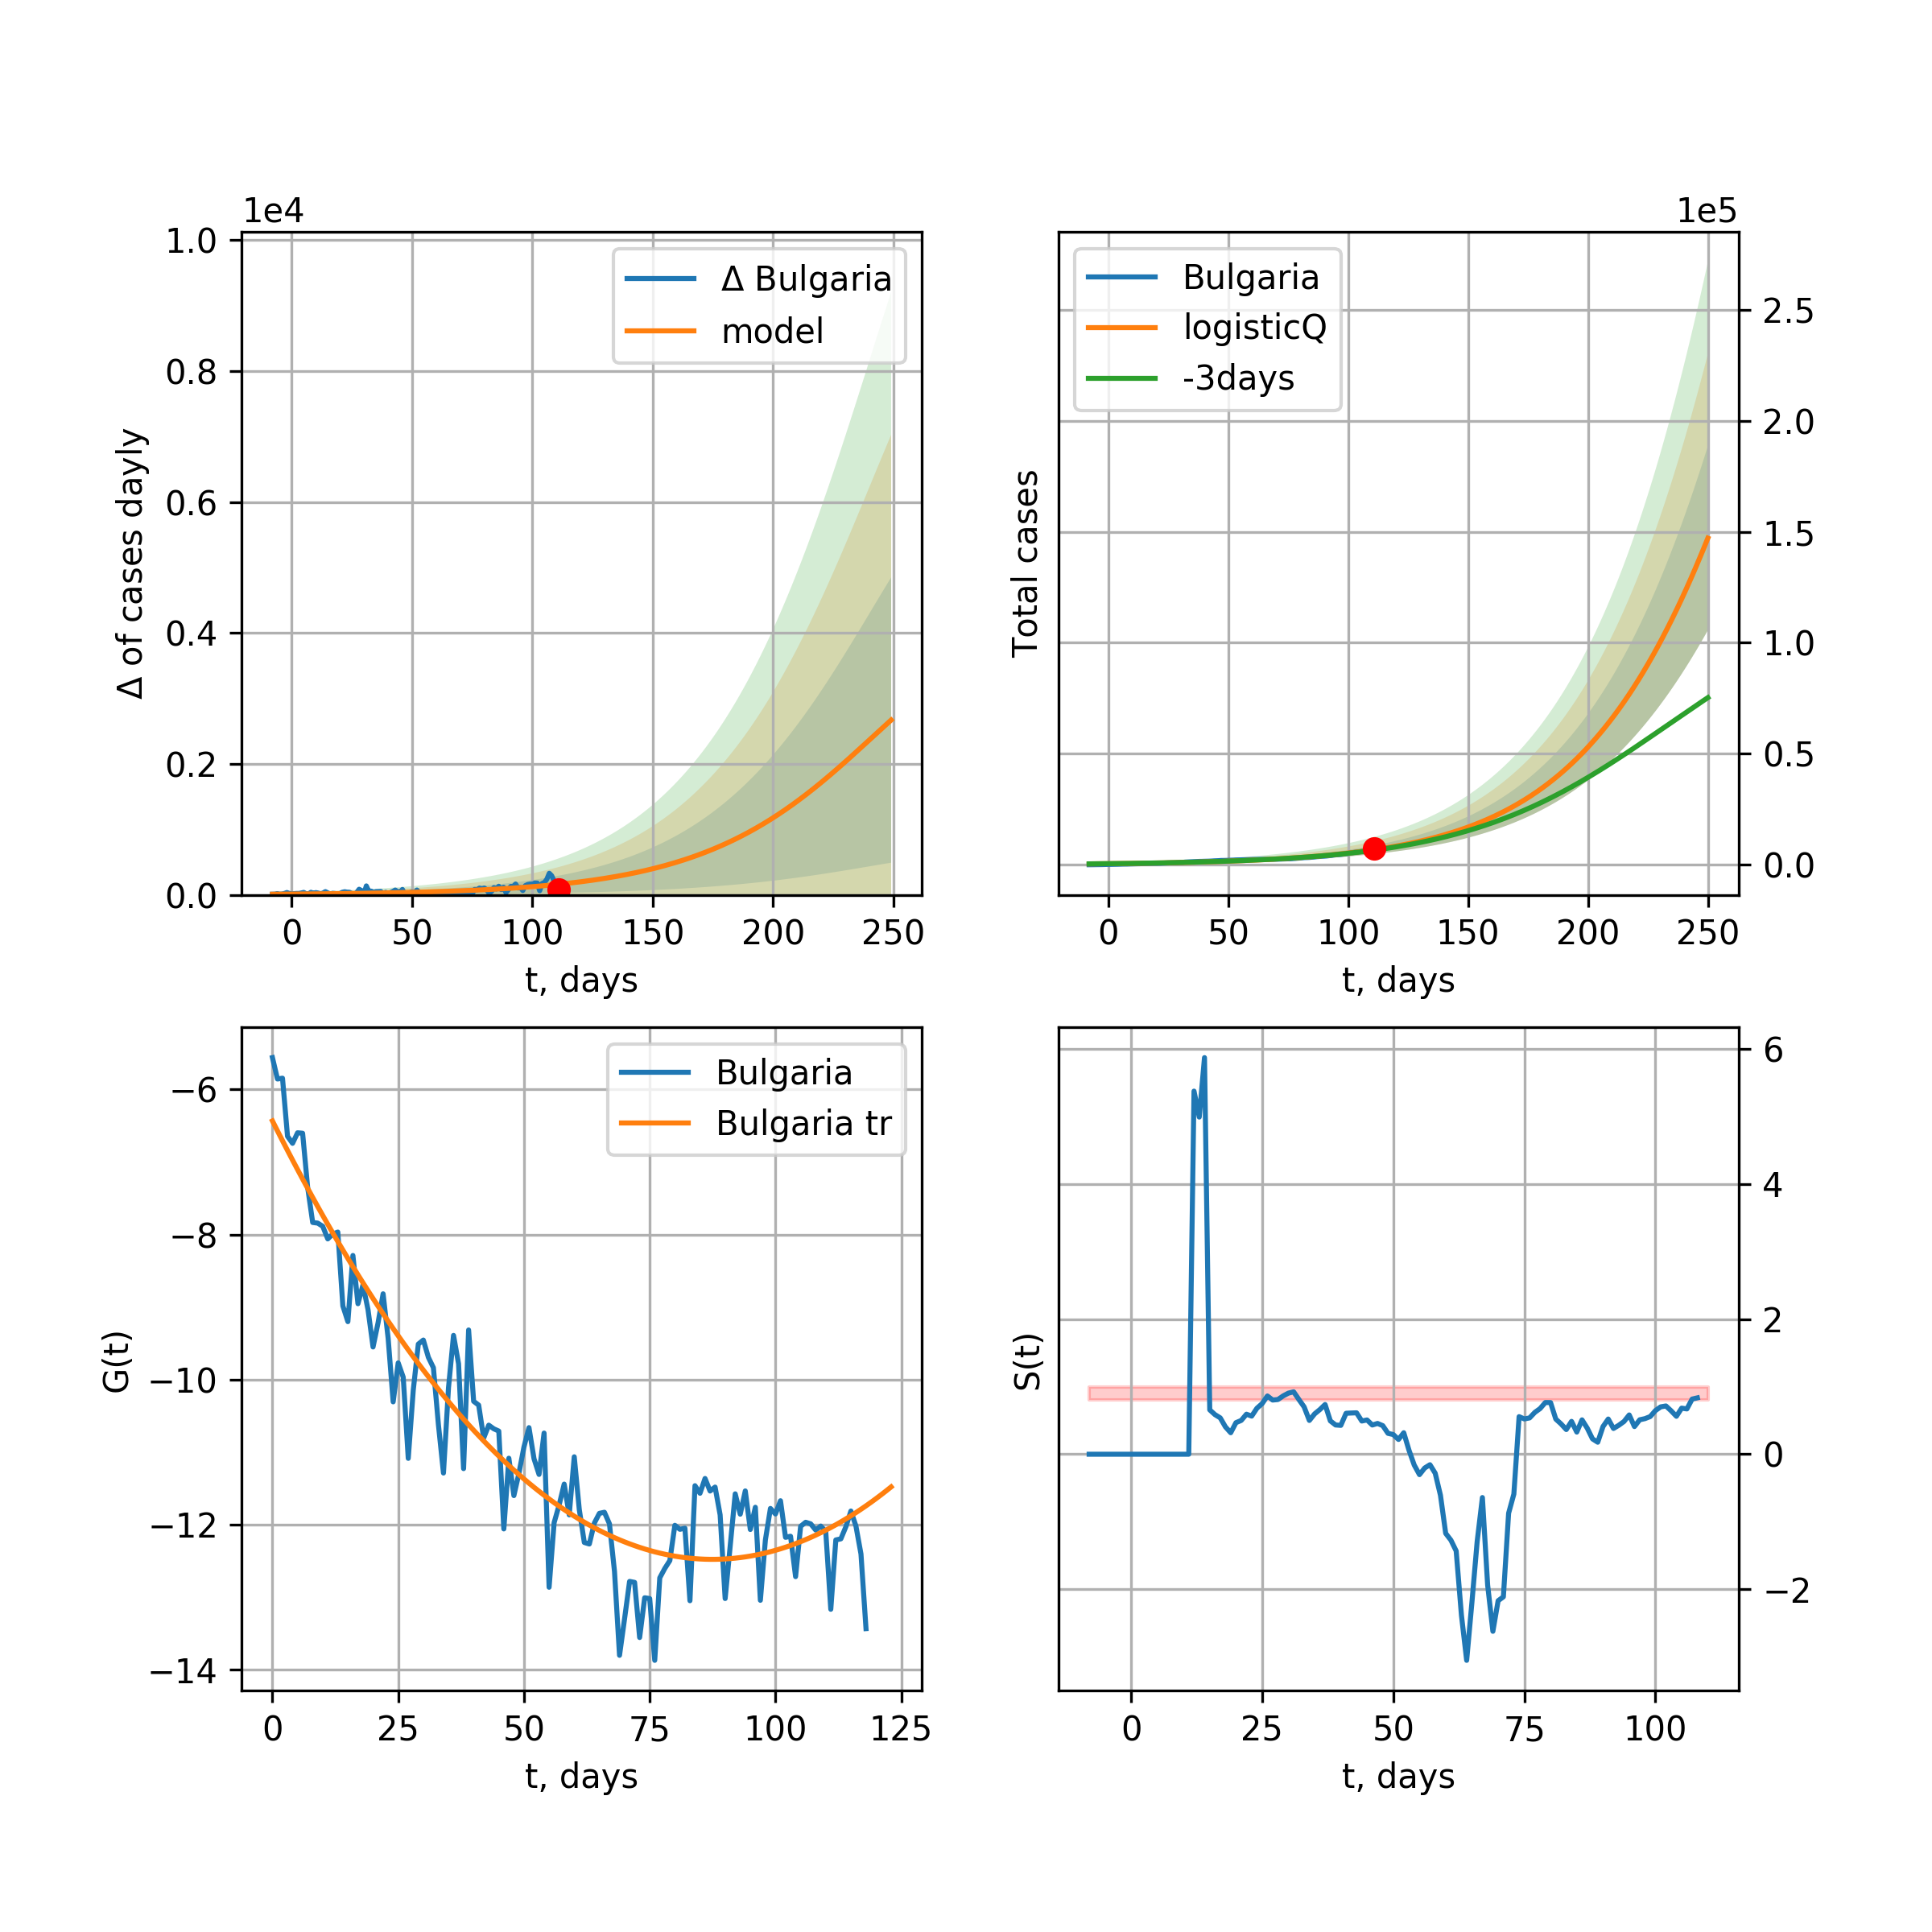 1e4
1.0
0.8
0.6
0.4
0.2
0.0
Δ of cases dayly
Δ Bulgaria
model
0 50 100 150 200 250
t, days
1e5
Total cases
Bulgaria
logisticQ
-3days
2.5
2.0
1.5
1.0
0.5
0.0
0 50 100 150 200 250
t, days
−6
−8
−10
−12
−14
G(t)
Bulgaria
Bulgaria tr
0 25 50 75 100 125
t, days
S(t)
6
4
2
0
−2
0 25 50 75 100
t, days